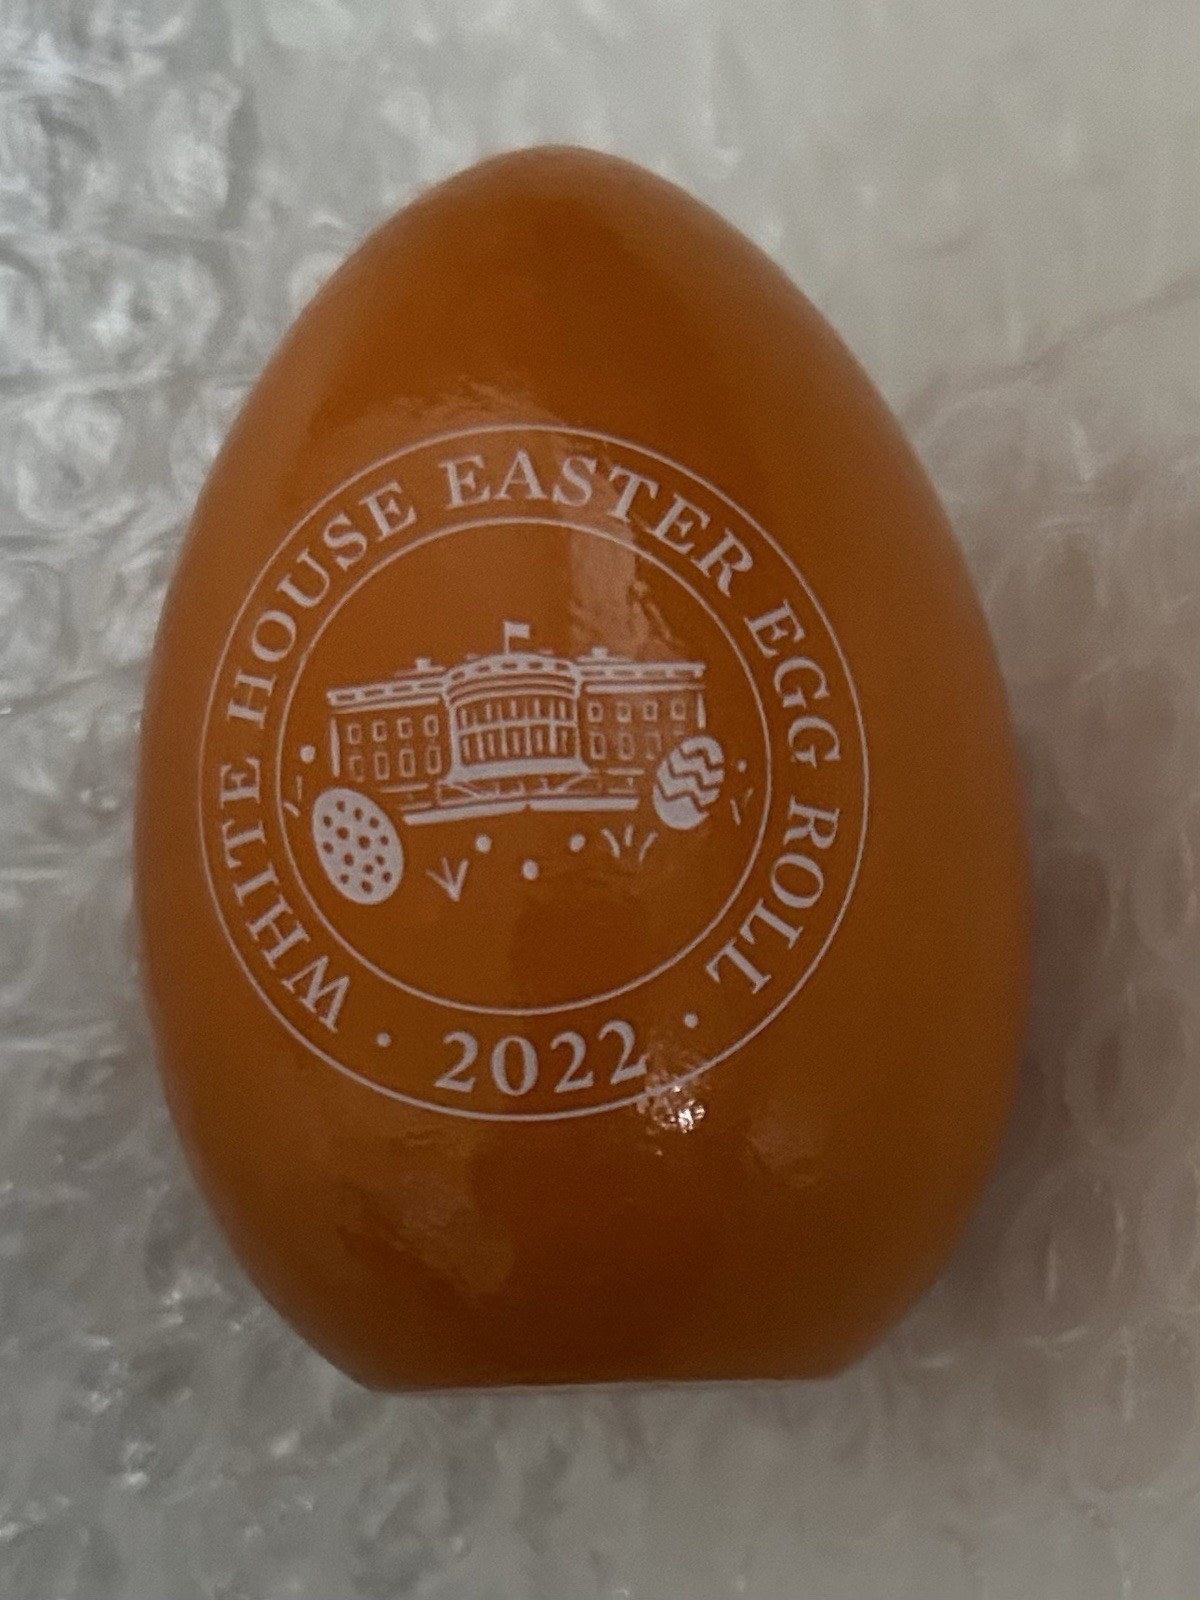 WHITE HOUSE EASTER EGG ROLL
· 2022 ·